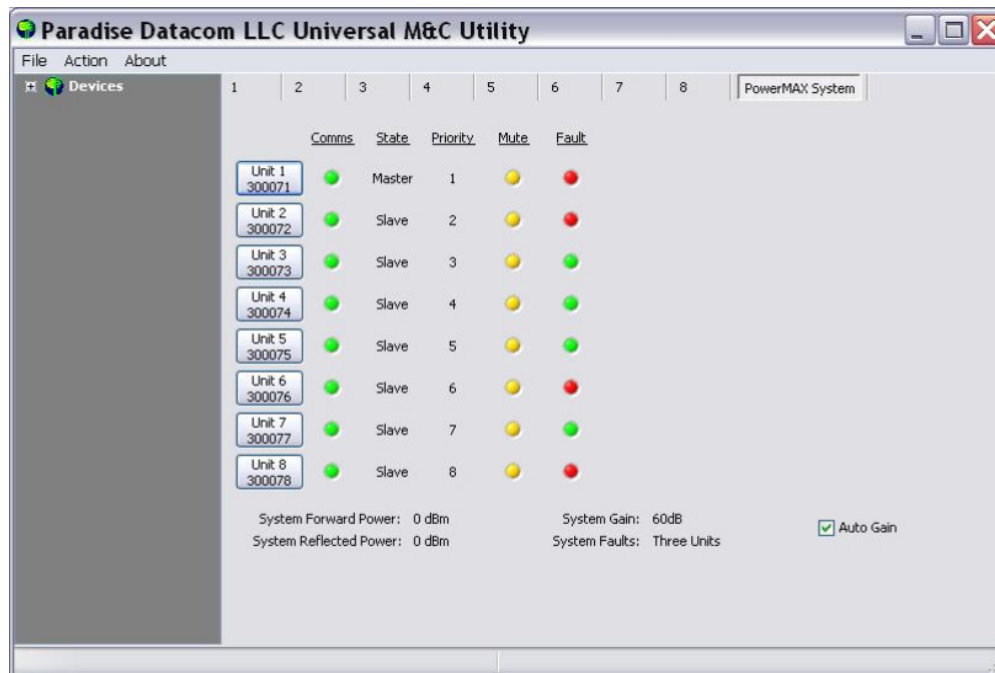 Paradise Datacom LLC Universal M&C Utility
File Action About
Devices
1 2 3 4 5 6 7 8 PowerMAX System
Comms State Priority Mute Fault
Unit 1
300071 Master 1
Unit 2
300072 Slave 2
Unit 3
300073 Slave 3
Unit 4
300074 Slave 4
Unit 5
300075 Slave 5
Unit 6
300076 Slave 6
Unit 7
300077 Slave 7
Unit 8
300078 Slave 8
System Forward Power: 0 dBm System Gain: 60dB
Auto Gain
System Reflected Power: 0 dBm System Faults: Three Units